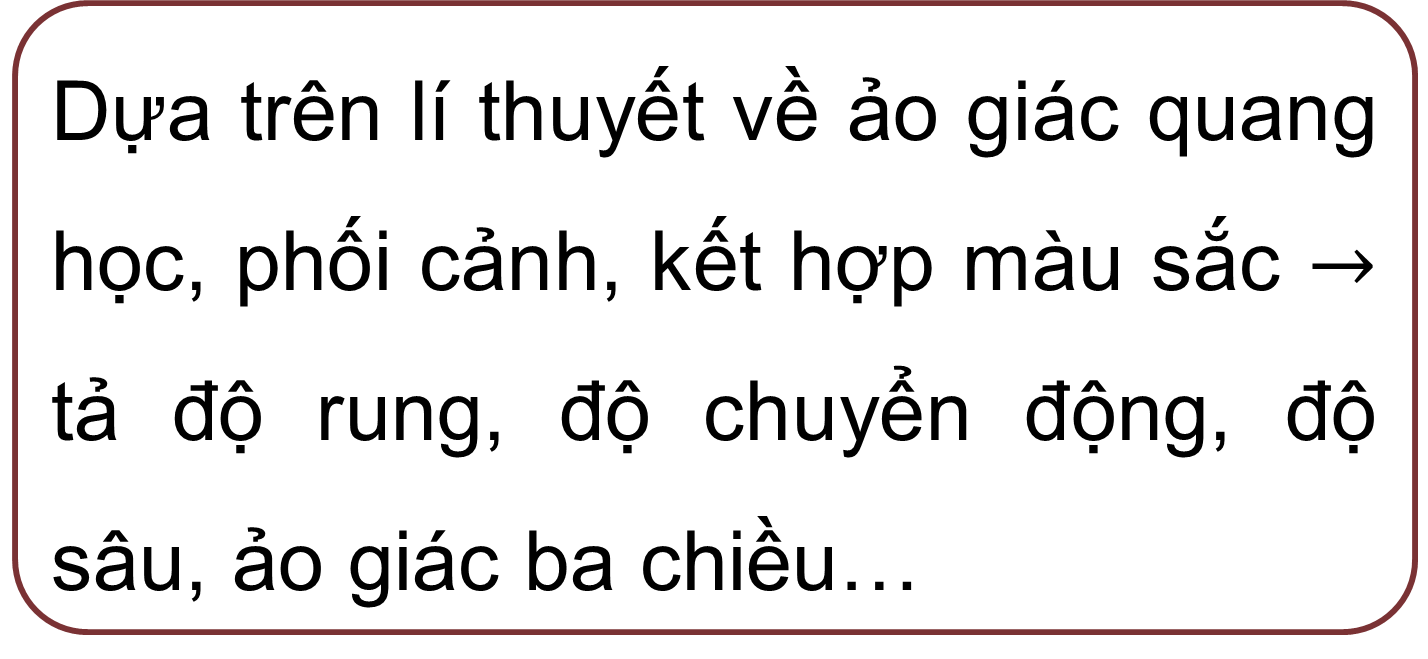 Dựa trên lí thuyết về ảo giác quang
học, phối cảnh, kết hợp màu sắc →
tả độ rung, độ chuyển động, độ
sâu, ảo giác ba chiều…